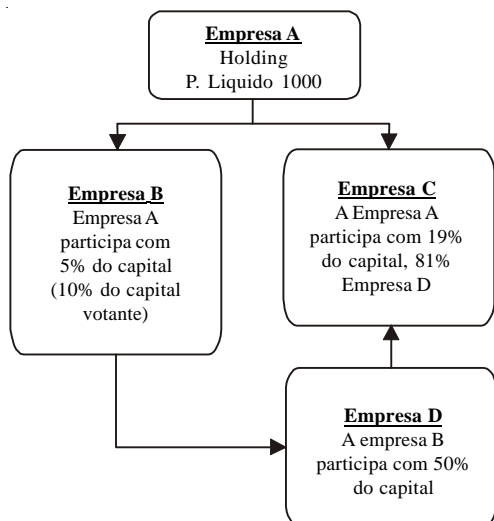 Empresa A
Holding
P. Liquido 1000
Empresa B
Empresa A
participa com
5% do capital
(10% do capital
votante)
Empresa C
A Empresa A
participa com 19%
do capital, 81%
Empresa D
Empresa D
A empresa B
participa com 50%
do capital